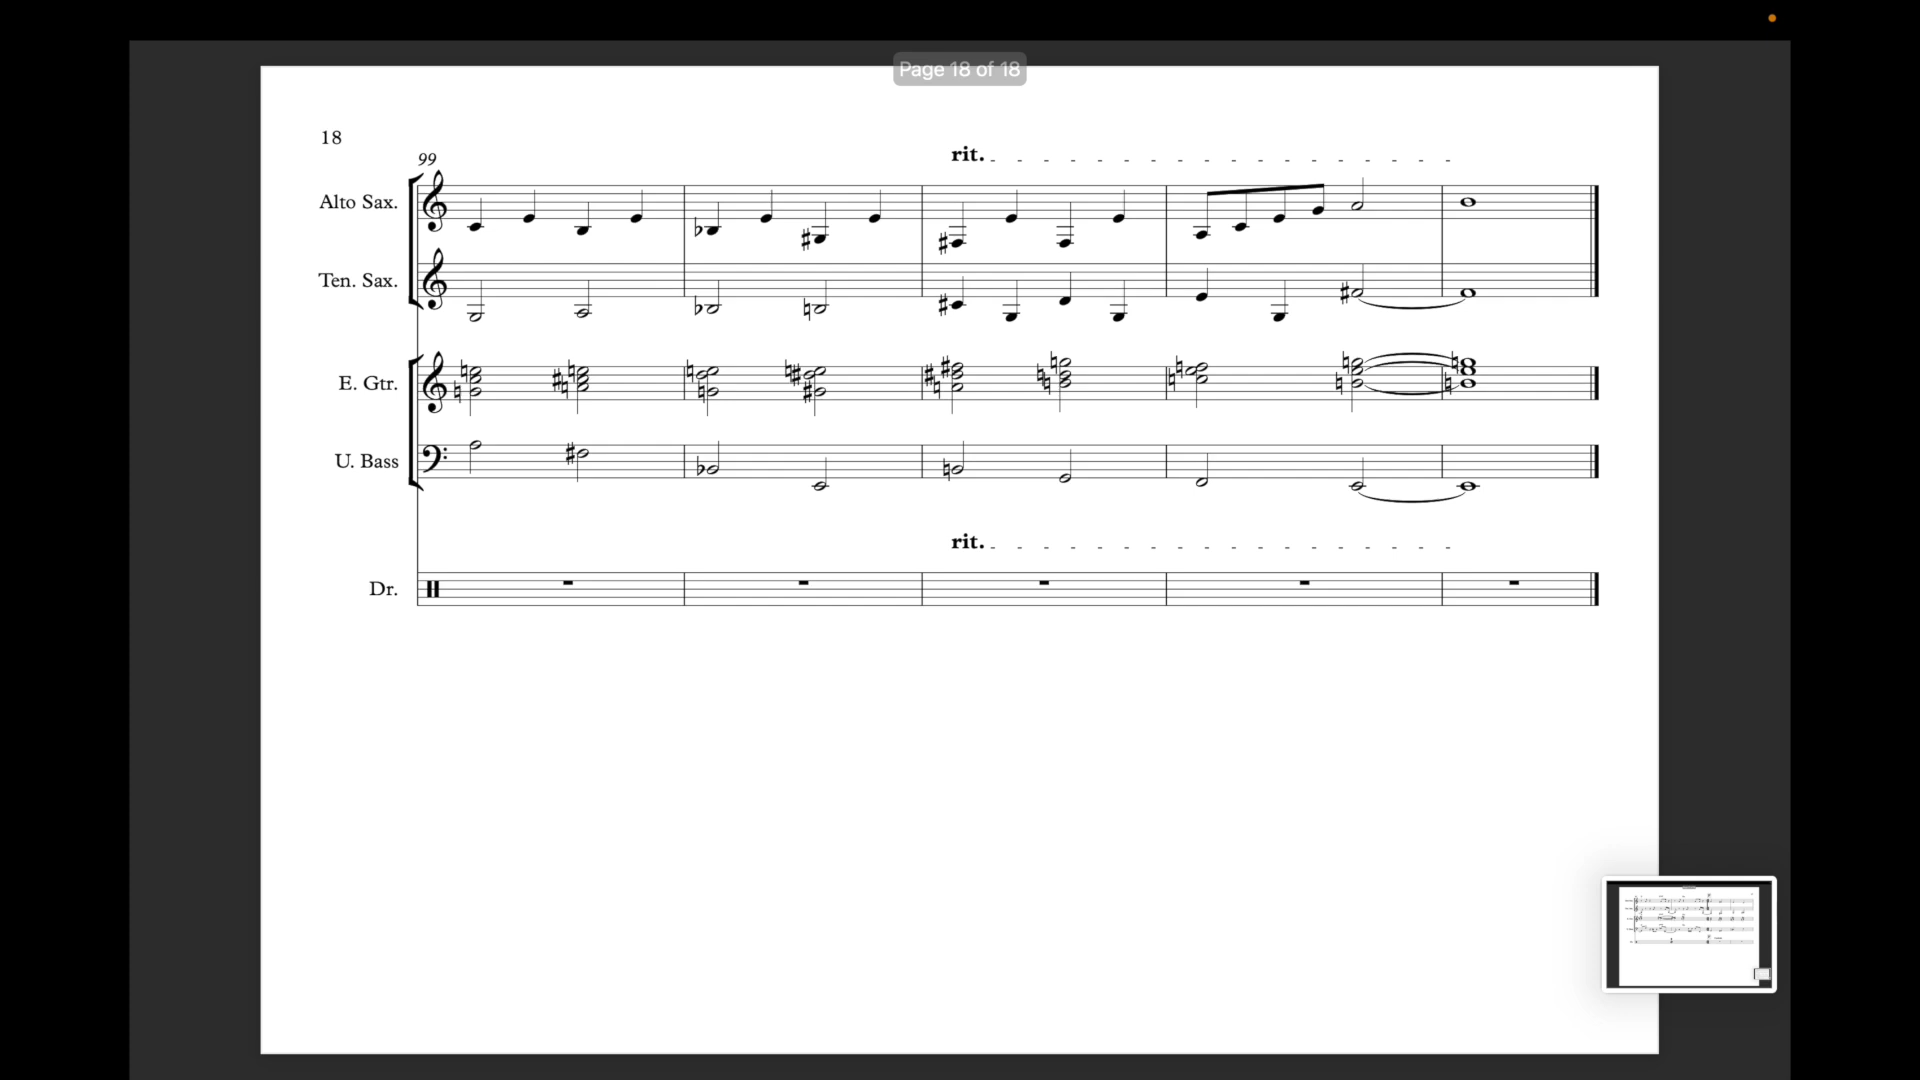 Page 18 of 18
18
99
rit.
Alto Sax.
Ten. Sax.
E. Gtr.
U. Bass
rit.
Dr.